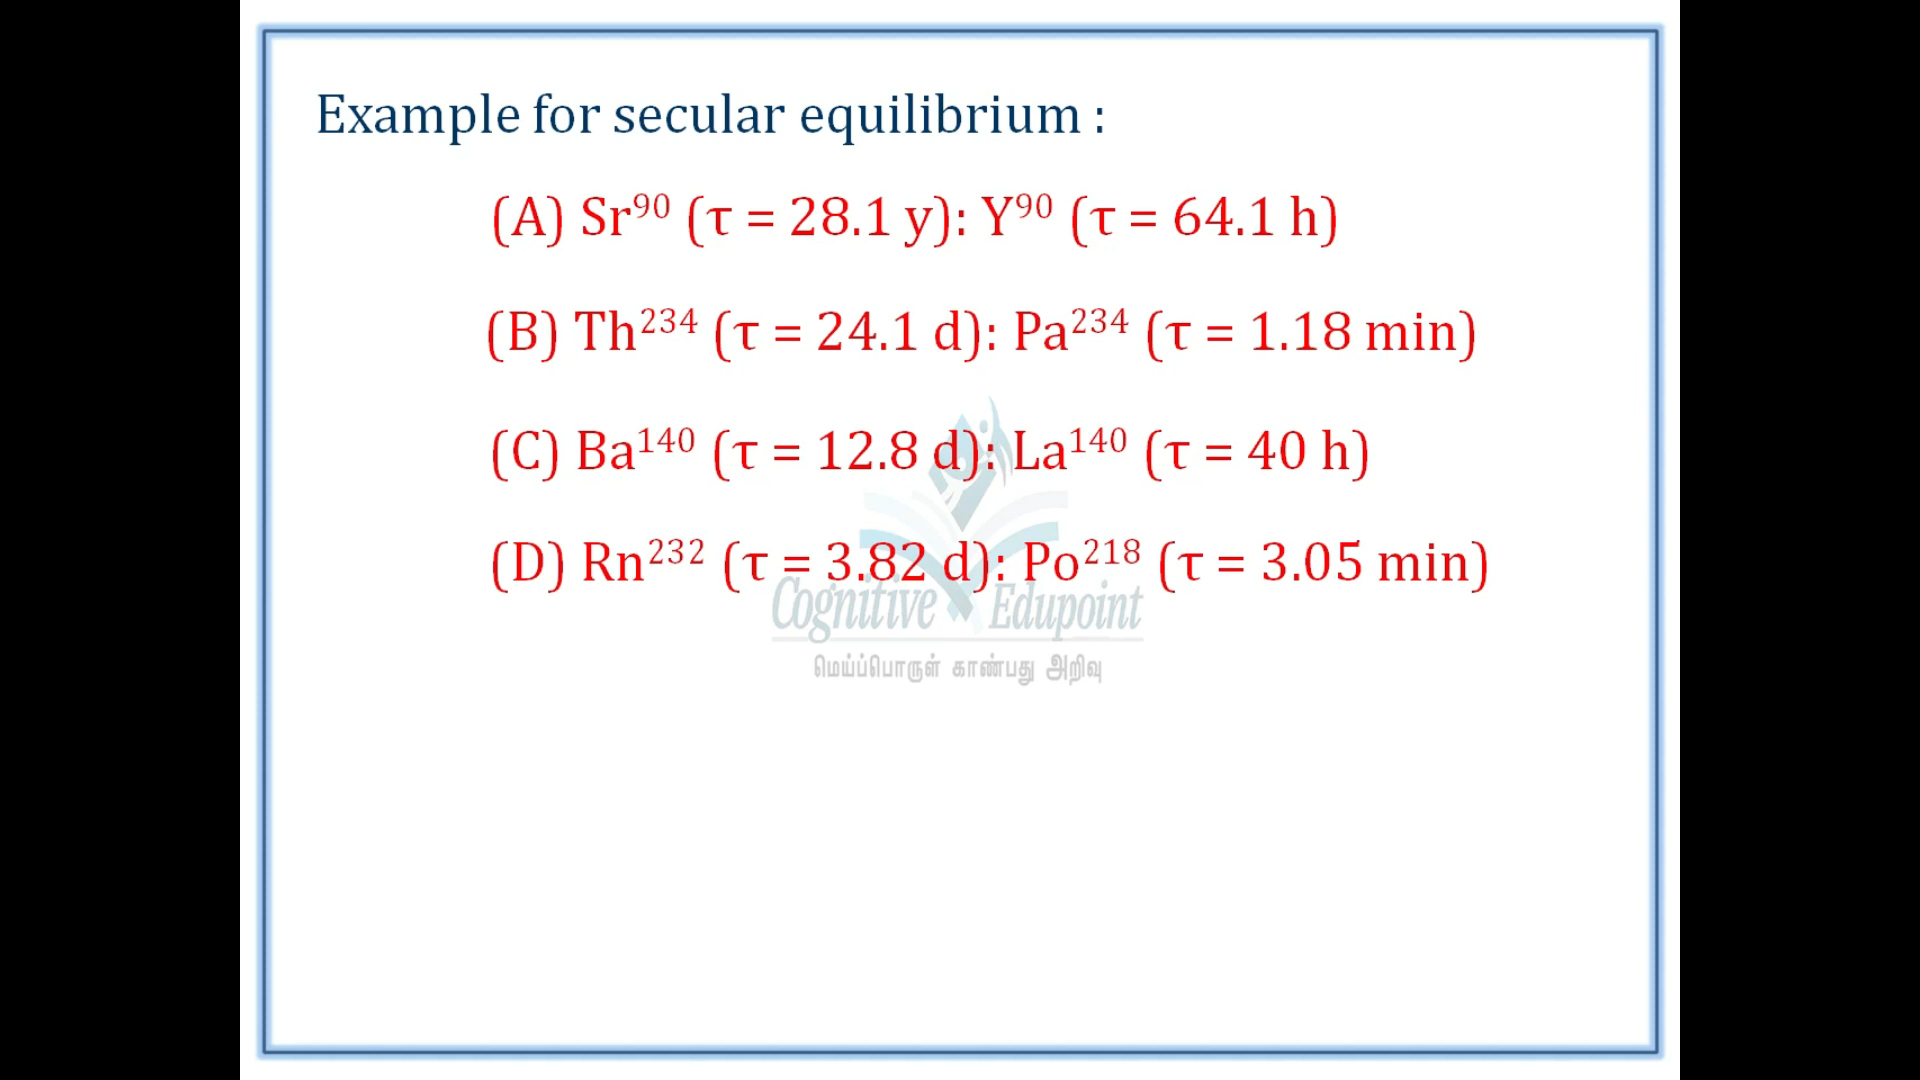 Example for secular equilibrium :
(A) Sr⁹⁰ (τ = 28.1 y): Y⁹⁰ (τ = 64.1 h)
(B) Th²³⁴ (τ = 24.1 d): Pa²³⁴ (τ = 1.18 min)
(C) Ba¹⁴⁰ (τ = 12.8 d): La¹⁴⁰ (τ = 40 h)
(D) Rn²³² (τ = 3.82 d): Po²¹⁸ (τ = 3.05 min)
Cognitive Edupoint
மெய்ப்பொருள் காண்பது அறிவு